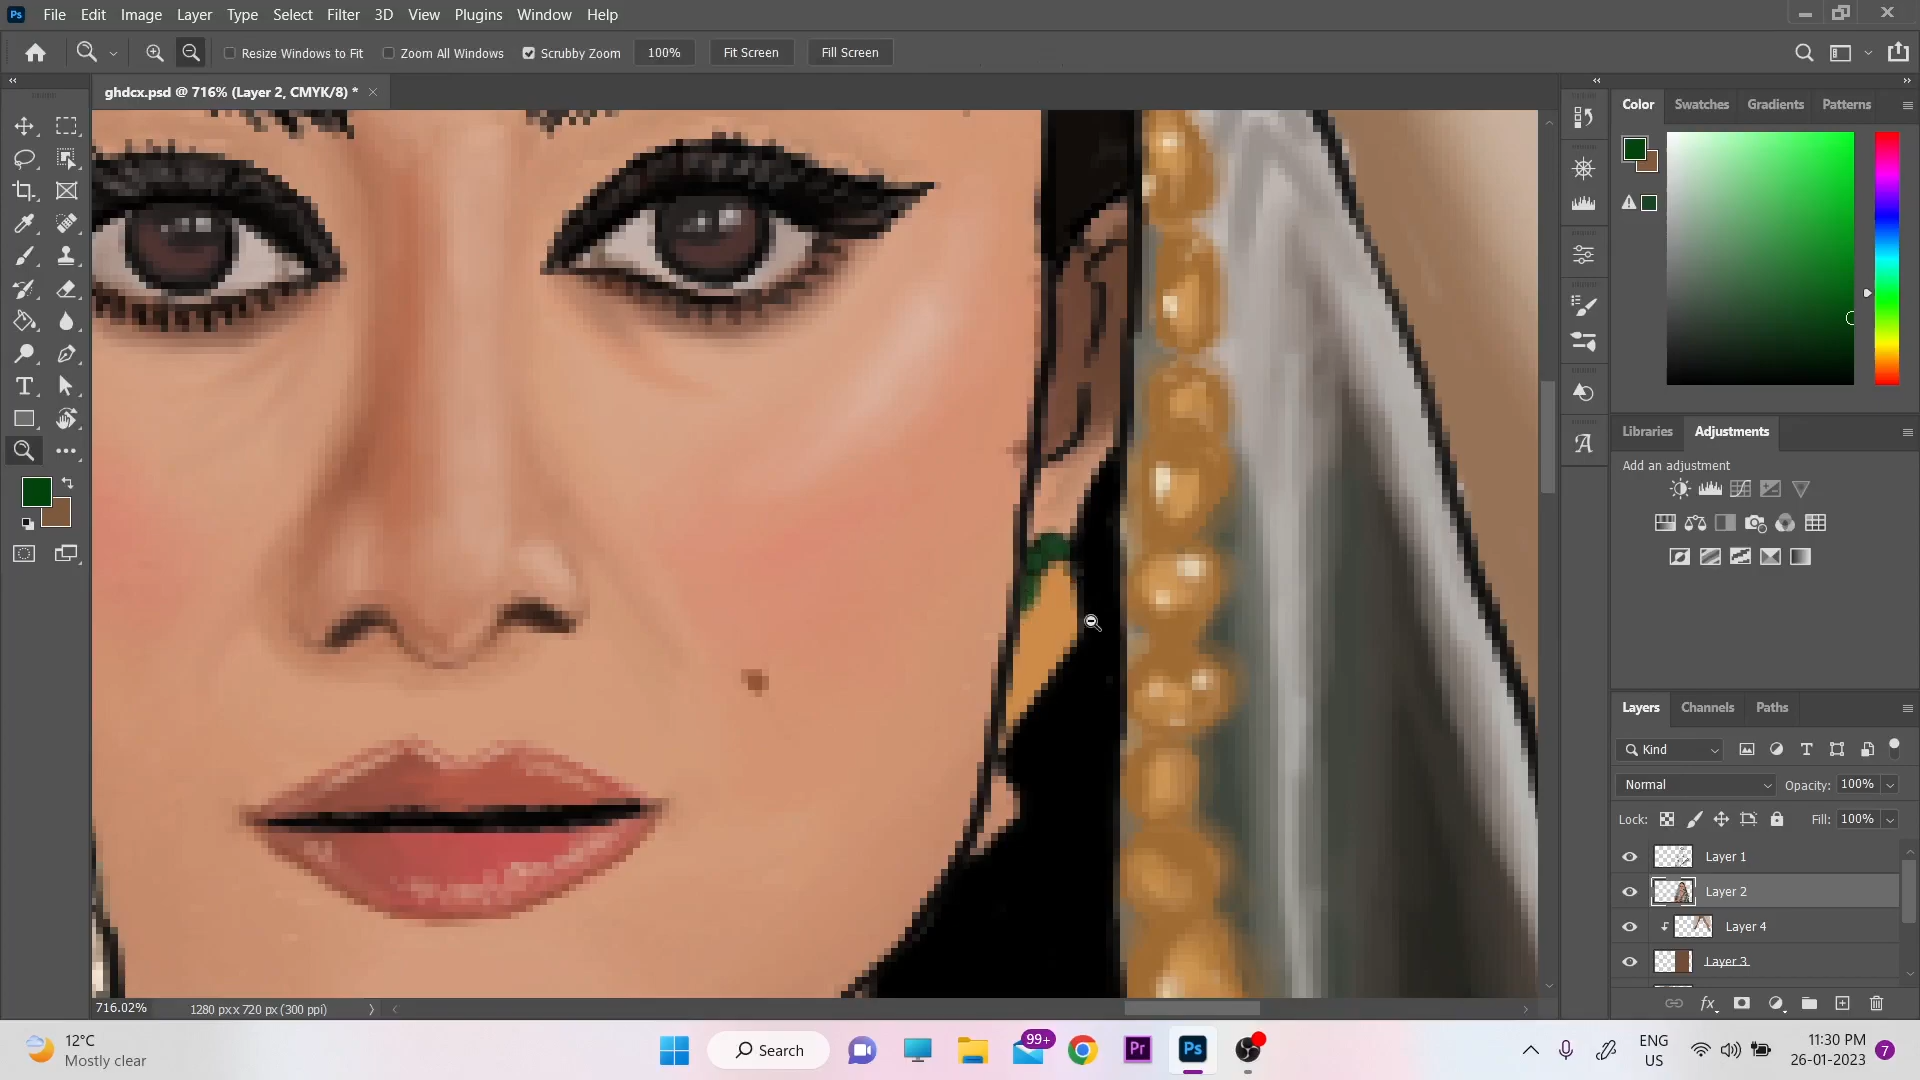 Ps File Edit Image Layer Type Select Filter 3D View Plugins Window Help
Resize Windows to Fit Zoom All Windows Scrubby Zoom 100% Fit Screen Fill Screen
ghdcx.psd @ 716% (Layer 2, CMYK/8) *
Color Swatches Gradients Patterns
Libraries Adjustments
Add an adjustment
Layers Channels Paths
Kind
Normal Opacity: 100%
Lock: Fill: 100%
Layer 1
Layer 2
Layer 4
Layer 3
716.02% 1280 px x 720 px (300 ppi)
12°C
Mostly clear
Search
99+
Pr
Ps
ENG
US
11:30 PM
26-01-2023
7